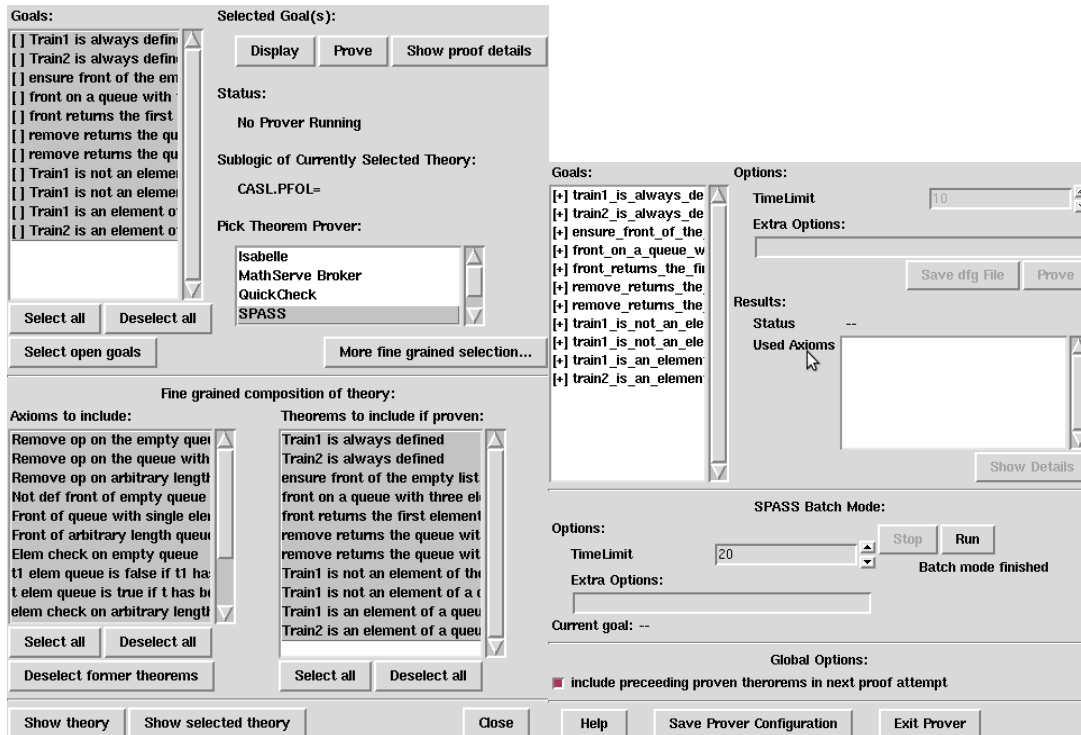 Goals:
[ ] Train1 is always defin
[ ] Train2 is always defin
[ ] ensure front of the em
[ ] front on a queue with
[ ] front returns the first
[ ] remove returns the qu
[ ] remove returns the qu
[ ] Train1 is not an eleme
[ ] Train1 is not an eleme
[ ] Train1 is an element o
[ ] Train2 is an element o
Select all
Deselect all
Select open goals
Selected Goal(s):
Display
Prove
Show proof details
Status:
No Prover Running
Sublogic of Currently Selected Theory:
CASL.PFOL=
Pick Theorem Prover:
Isabelle
MathServe Broker
QuickCheck
SPASS
More fine grained selection...
Fine grained composition of theory:
Axioms to include:
Remove op on the empty queu
Remove op on the queue with
Remove op on arbitrary length
Not def front of empty queue
Front of queue with single elen
Front of arbitrary length queue
Elem check on empty queue
t1 elem queue is false if t1 has
t elem queue is true if t has be
elem check on arbitrary length
Select all
Deselect all
Deselect former theorems
Theorems to include if proven:
Train1 is always defined
Train2 is always defined
ensure front of the empty list
front on a queue with three ele
front returns the first element
remove returns the queue wit
remove returns the queue wit
Train1 is not an element of the
Train1 is not an element of a q
Train1 is an element of a queu
Train2 is an element of a queu
Select all
Deselect all
Show theory
Show selected theory
Close
Goals:
[+] train1_is_always_de
[+] train2_is_always_de
[+] ensure_front_of_the_
[+] front_on_a_queue_w
[+] front_returns_the_fir
[+] remove_returns_the_
[+] remove_returns_the_
[+] train1_is_not_an_ele
[+] train1_is_not_an_ele
[+] train1_is_an_element
[+] train2_is_an_elemen
Options:
TimeLimit
10
Extra Options:
Save dfg File
Prove
Results:
Status
--
Used Axioms
Show Details
SPASS Batch Mode:
Options:
TimeLimit
20
Stop
Run
Batch mode finished
Extra Options:
Current goal: --
Global Options:
include preceeding proven therorems in next proof attempt
Help
Save Prover Configuration
Exit Prover